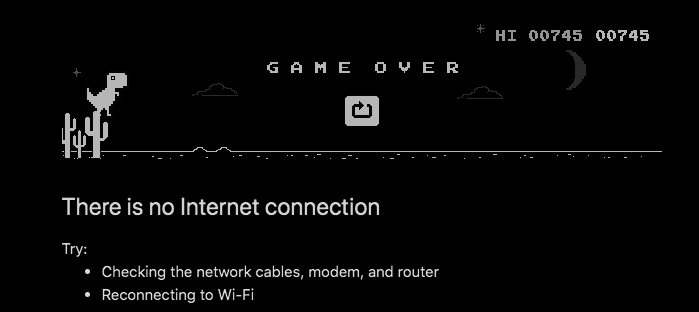 HI 00745 00745
GAME OVER
There is no Internet connection
Try:
• Checking the network cables, modem, and router
• Reconnecting to Wi-Fi